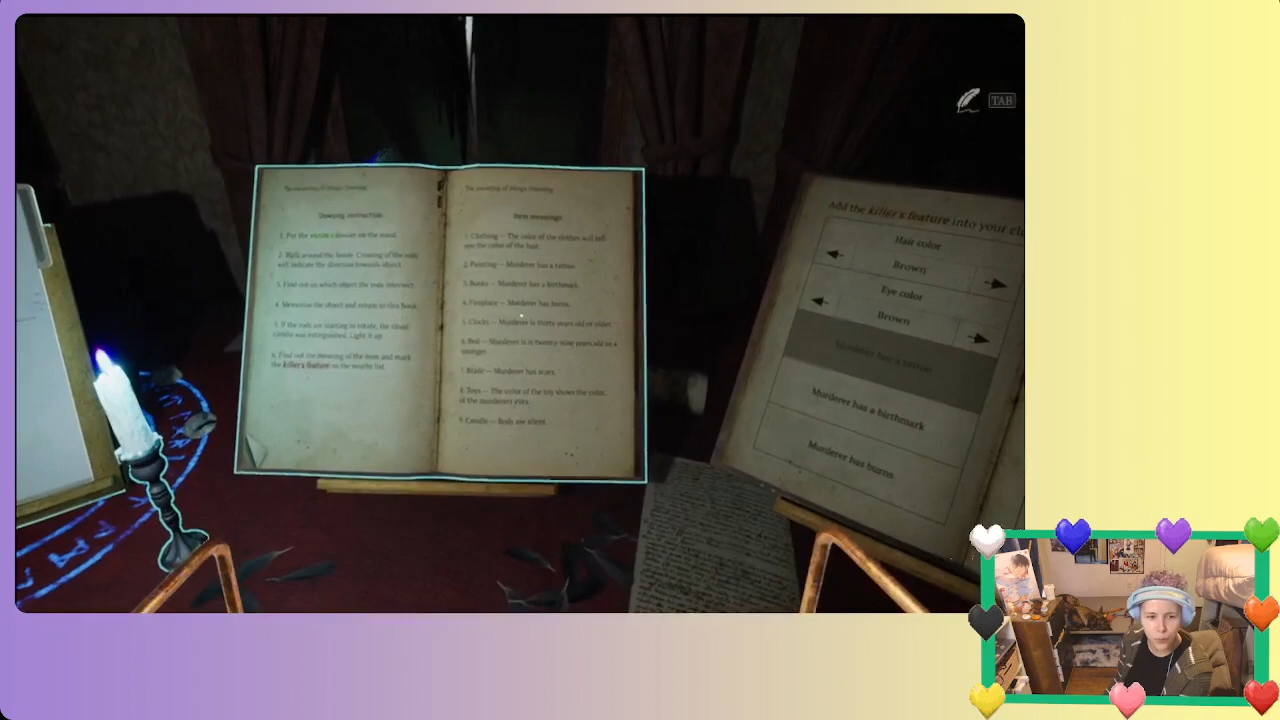 TAB
Dowsing instruction
1. Put the victim's dossier on the stand.
2. Walk around the house. Crossing of the rods
will indicate the direction towards object.
3. Find out on which object the rods intersect.
4. Memorise the object and return to this book.
5. If the rods are starting to rotate, the ritual
candle was extinguished. Light it up.
6. Find out the meaning of the item and mark
the killer's feature on the nearby list.
Item meanings
1. Clothing — The color of the clothes will tell
you the color of the hair.
2. Painting — Murderer has a tattoo.
3. Books — Murderer has a birthmark.
4. Fireplace — Murderer has burns.
5. Clocks — Murderer is thirty years old or older.
6. Bed — Murderer is twenty-nine years old or
younger.
7. Blade — Murderer has scars.
8. Toys — The color of the toy shows the color
of the murderers eyes.
9. Candle — Rods are silent.
Add the killer's feature into your
Hair color
Brown
Eye color
Brown
Murderer has a tattoo
Murderer has a birthmark
Murderer has burns